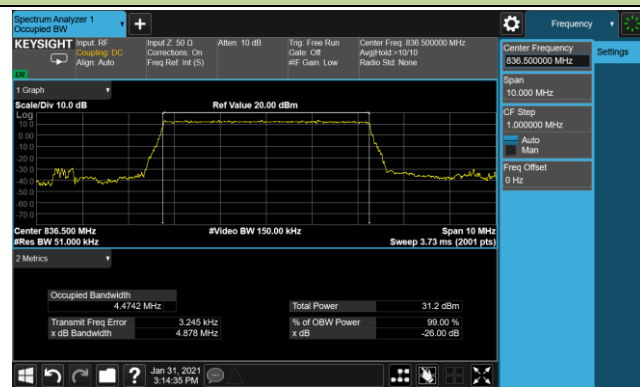 Spectrum Analyzer 1
Occupied BW
Frequency
KEYSIGHT
Input: RF
Coupling: DC
Align: Auto
Input Z: 50 Ω
Corrections: On
Freq Ref: Int (S)
Atten: 10 dB
Trig: Free Run
Gate: Off
#IF Gain: Low
Center Freq: 836.500000 MHz
Avg|Hold:>10/10
Radio Std: None
Center Frequency
836.500000 MHz
Settings
Span
10.000 MHz
CF Step
1.000000 MHz
Auto
Man
Freq Offset
0 Hz
1 Graph
Scale/Div 10.0 dB
Ref Value 20.00 dBm
Log
10.0
0.00
-10.0
-20.0
-30.0
-40.0
-50.0
-60.0
-70.0
Center 836.500 MHz
#Video BW 150.00 kHz
Span 10 MHz
#Res BW 51.000 kHz
Sweep 3.73 ms (2001 pts)
2 Metrics
Occupied Bandwidth
4.4742 MHz
Total Power 31.2 dBm
Transmit Freq Error 3.245 kHz
% of OBW Power 99.00 %
x dB Bandwidth 4.878 MHz
x dB -26.00 dB
Jan 31, 2021
3:14:35 PM